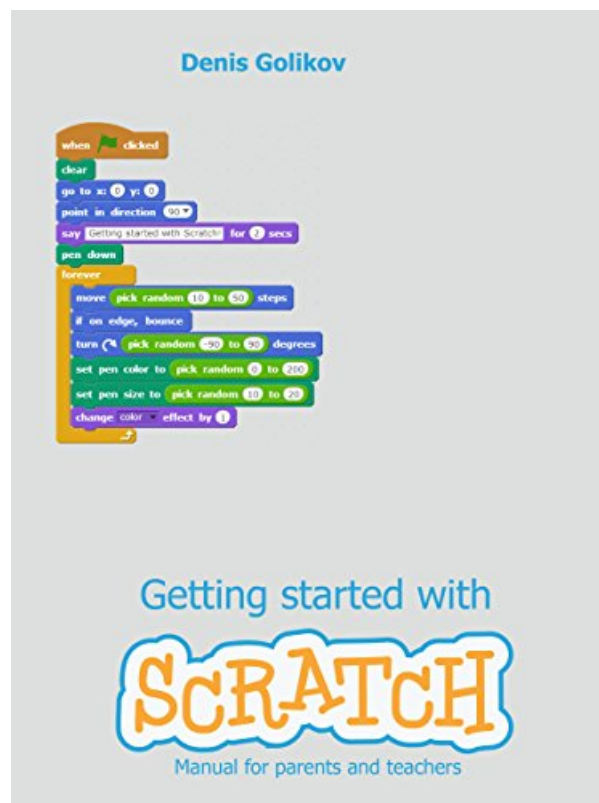 Denis Golikov
when clicked
clear
go to x: 0 y: 0
point in direction 90
say Getting started with Scratch! for 2 secs
pen down
forever
move pick random 10 to 50 steps
if on edge, bounce
turn pick random -90 to 90 degrees
set pen color to pick random 0 to 200
set pen size to pick random 10 to 20
change color effect by 1
Getting started with
SCRATCH
Manual for parents and teachers